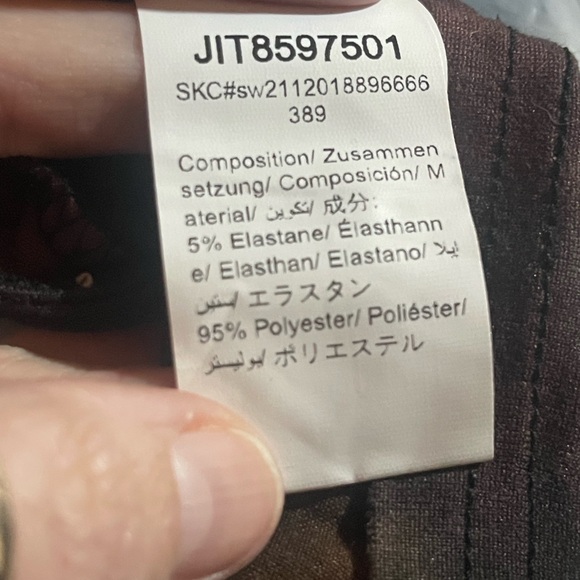 JIT8597501
SKC#sw2112018896666
389
Composition/ Zusammen
setzung/ Composición/ M
aterial/ تكوين/ 成分:
5% Elastane/ Élasthann
e/ Elasthan/ Elastano/ إيلا
ستين/ エラスタン
95% Polyester/ Poliéster/
بوليستر/ ポリエステル